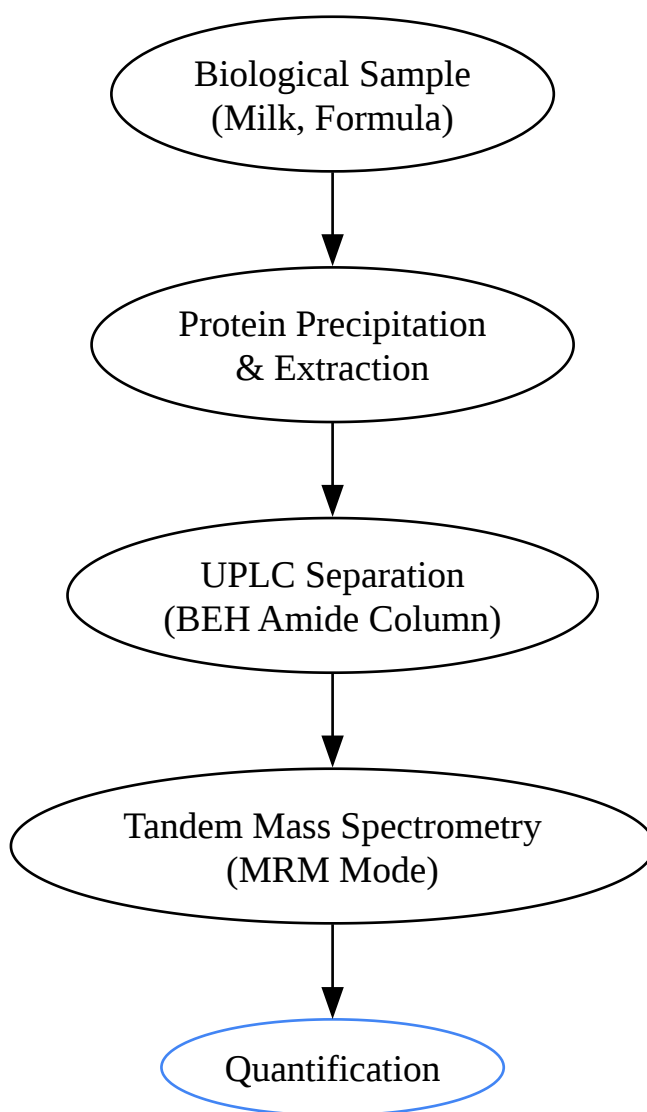 Biological Sample
(Milk, Formula)
Protein Precipitation
& Extraction
UPLC Separation
(BEH Amide Column)
Tandem Mass Spectrometry
(MRM Mode)
Quantification